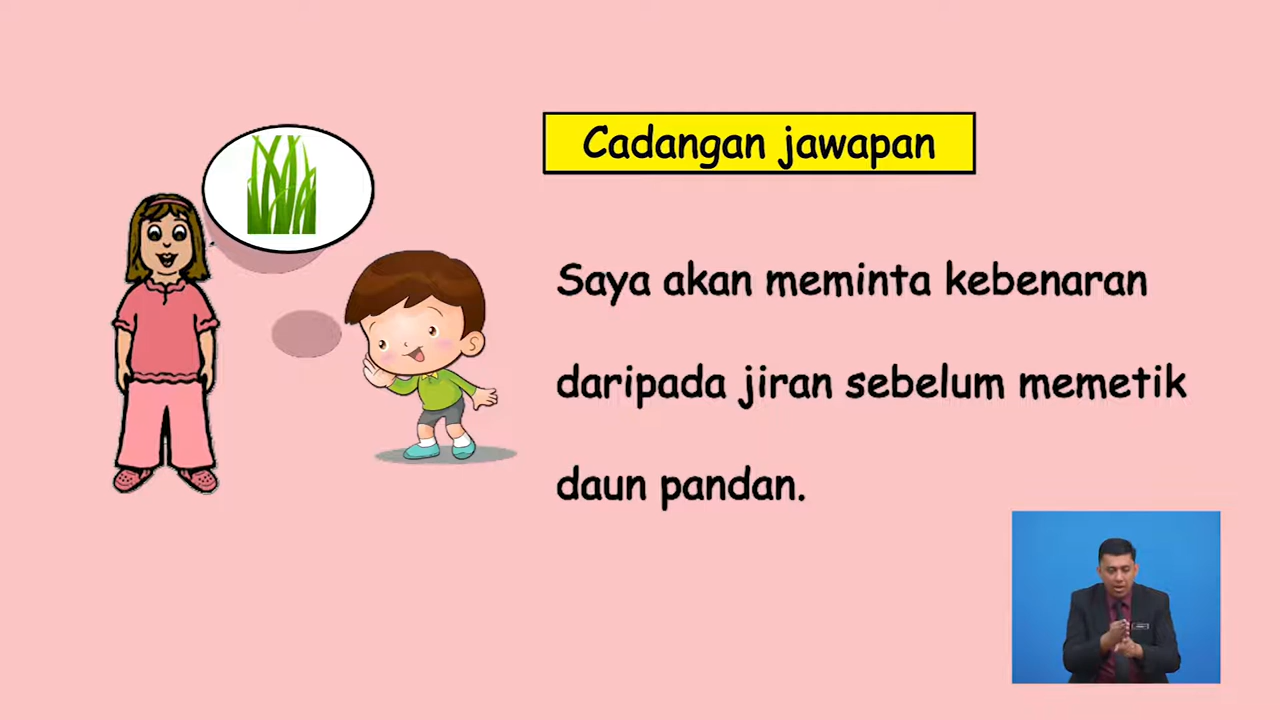 Cadangan jawapan
Saya akan meminta kebenaran
daripada jiran sebelum memetik
daun pandan.